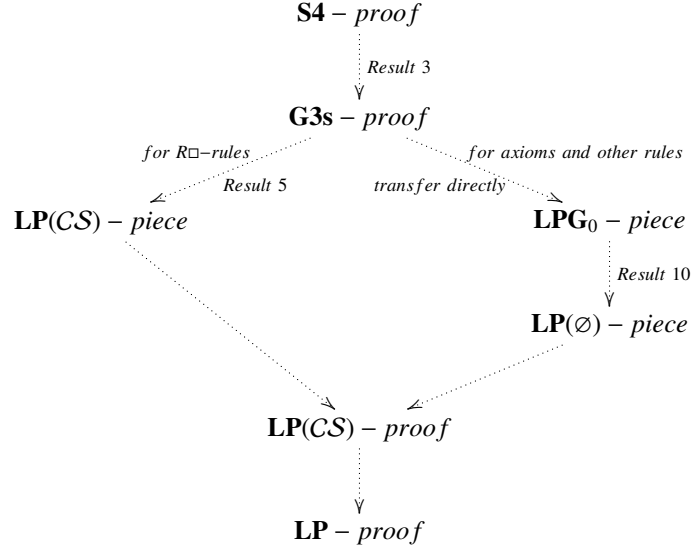 S4 – proof
Result 3
G3s – proof
for R□–rules
for axioms and other rules
Result 5
transfer directly
LP(CS) – piece
LPG₀ – piece
Result 10
LP(∅) – piece
LP(CS) – proof
LP – proof